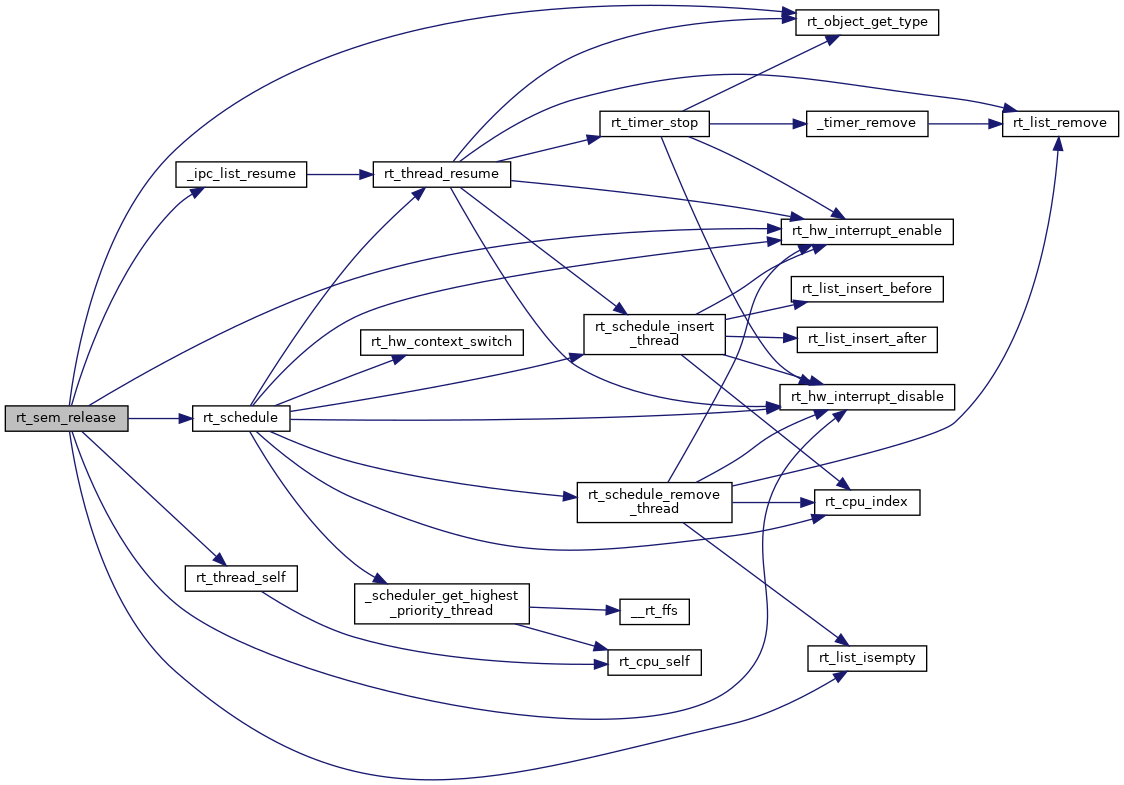 rt_object_get_type
rt_timer_stop
_timer_remove
rt_list_remove
_ipc_list_resume
rt_thread_resume
rt_hw_interrupt_enable
rt_list_insert_before
rt_schedule_insert
_thread
rt_list_insert_after
rt_hw_context_switch
rt_hw_interrupt_disable
rt_sem_release
rt_schedule
rt_schedule_remove
_thread
rt_cpu_index
rt_thread_self
_scheduler_get_highest
_priority_thread
__rt_ffs
rt_cpu_self
rt_list_isempty